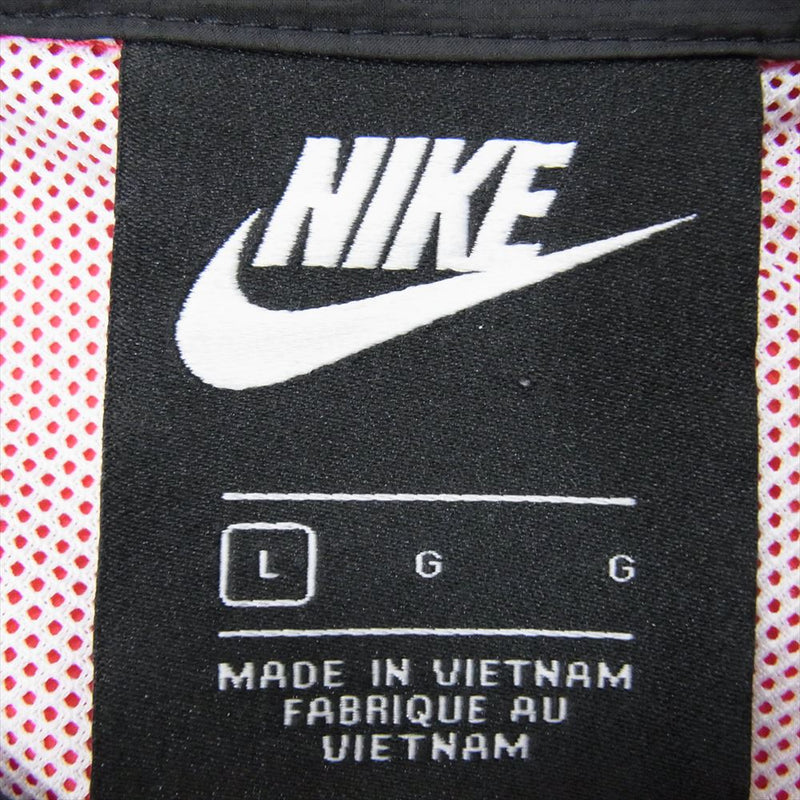 NIKE
L G G
MADE IN VIETNAM
FABRIQUE AU
VIETNAM